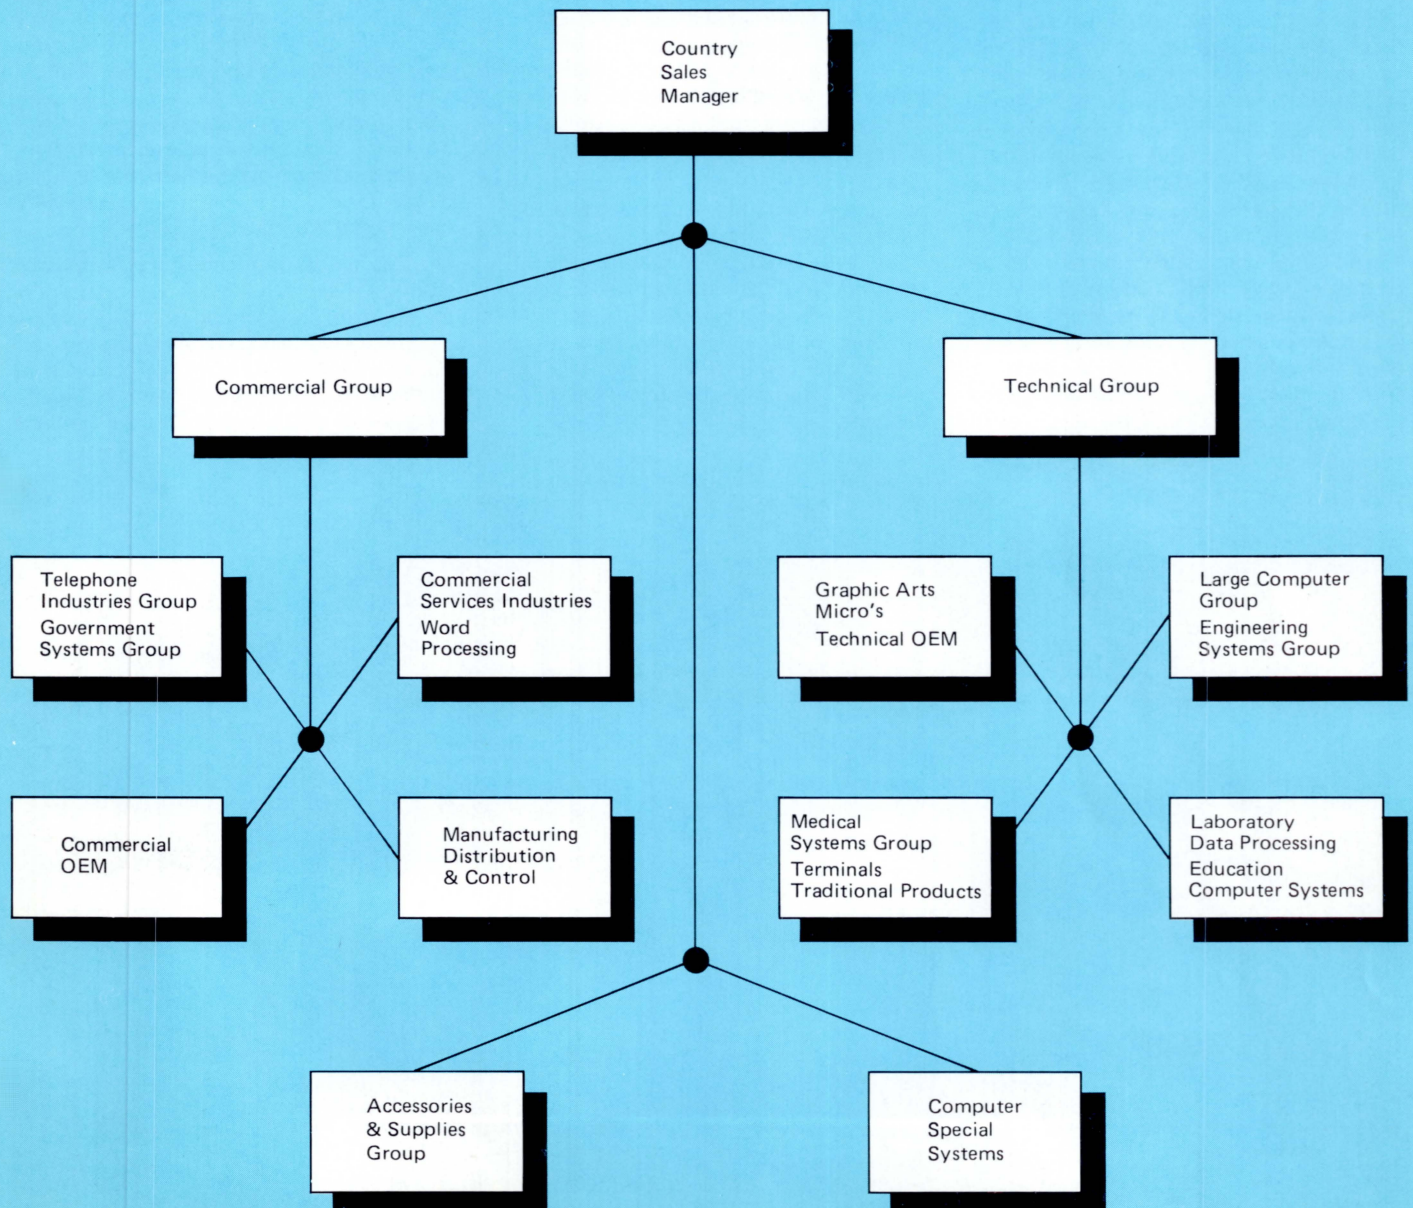 Country
Sales
Manager
Commercial Group
Technical Group
Telephone
Industries Group
Government
Systems Group
Commercial
Services Industries
Word
Processing
Graphic Arts
Micro's
Technical OEM
Large Computer
Group
Engineering
Systems Group
Commercial
OEM
Manufacturing
Distribution
& Control
Medical
Systems Group
Terminals
Traditional Products
Laboratory
Data Processing
Education
Computer Systems
Accessories
& Supplies
Group
Computer
Special
Systems